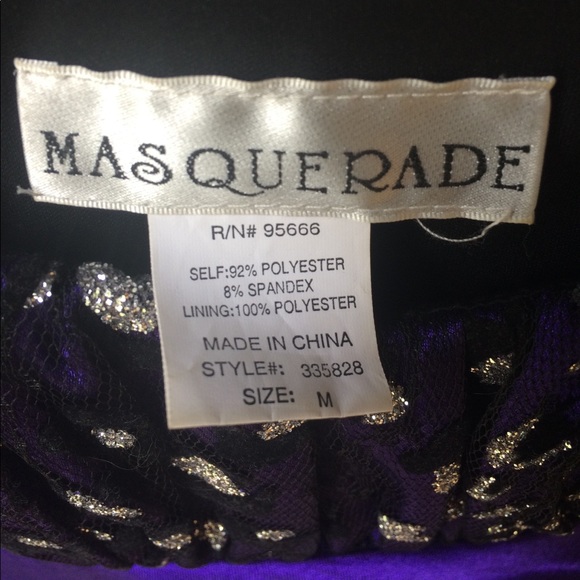 MASQUERADE
R/N# 95666
SELF:92% POLYESTER
8% SPANDEX
LINING:100% POLYESTER
MADE IN CHINA
STYLE#: 335828
SIZE: M